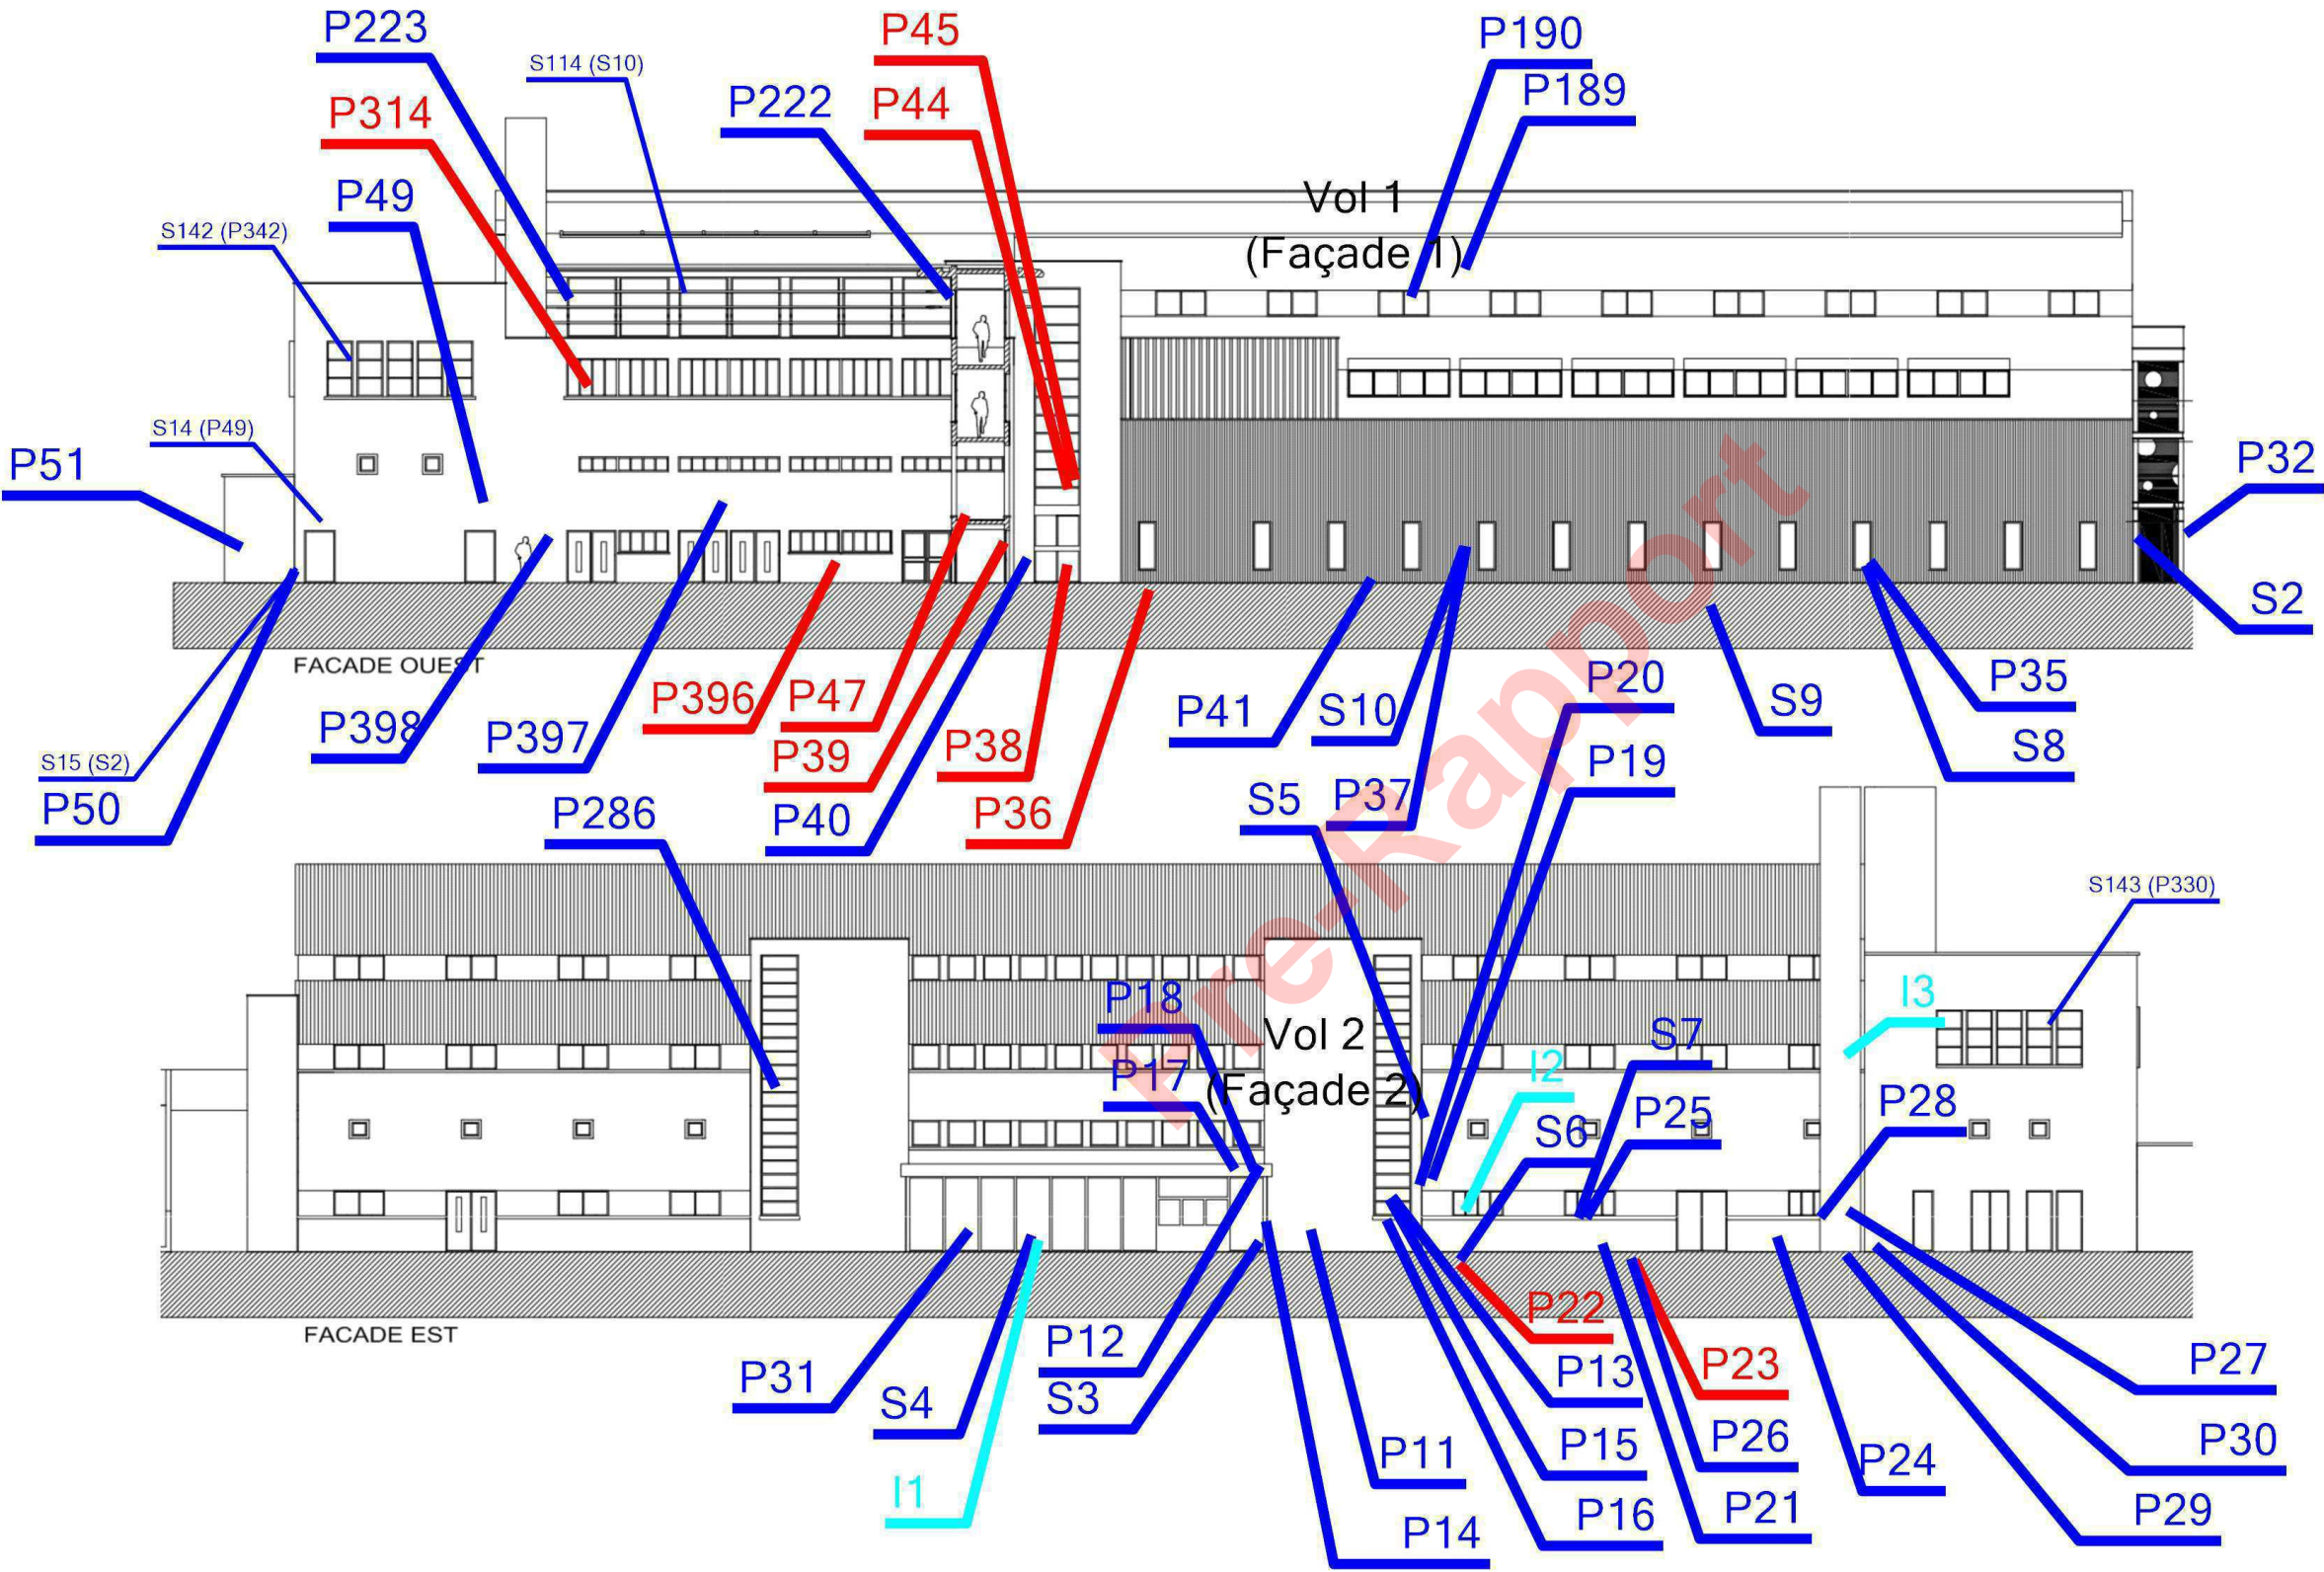 P223
P45
P190
S114 (S10)
P189
P314
P222
P44
P49
Vol 1
(Façade 1)
S142 (P342)
S14 (P49)
P51
P32
S2
FACADE OUEST
P398
P397
P396
P47
P39
P40
P38
P36
P41
S10
P37
P20
P19
S9
P35
S8
S15 (S2)
P50
P286
S5
Pre-Rapport
S143 (P330)
P18
Vol 2
(Façade 2)
P17
I2
S7
I3
S6
P25
P28
FACADE EST
P31
S4
I1
P12
S3
P22
P13
P23
P27
P11
P15
P26
P24
P30
P14
P16
P21
P29